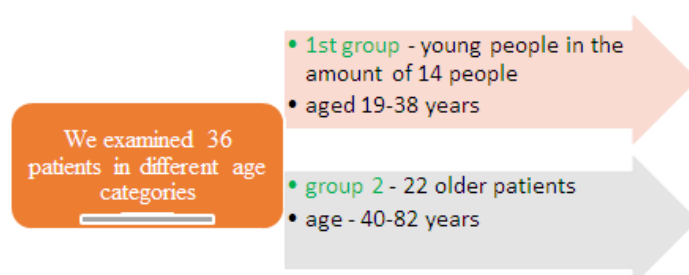 We examined 36
patients in different age
categories
• 1st group - young people in the
amount of 14 people
• aged 19-38 years
• group 2 - 22 older patients
• age - 40-82 years